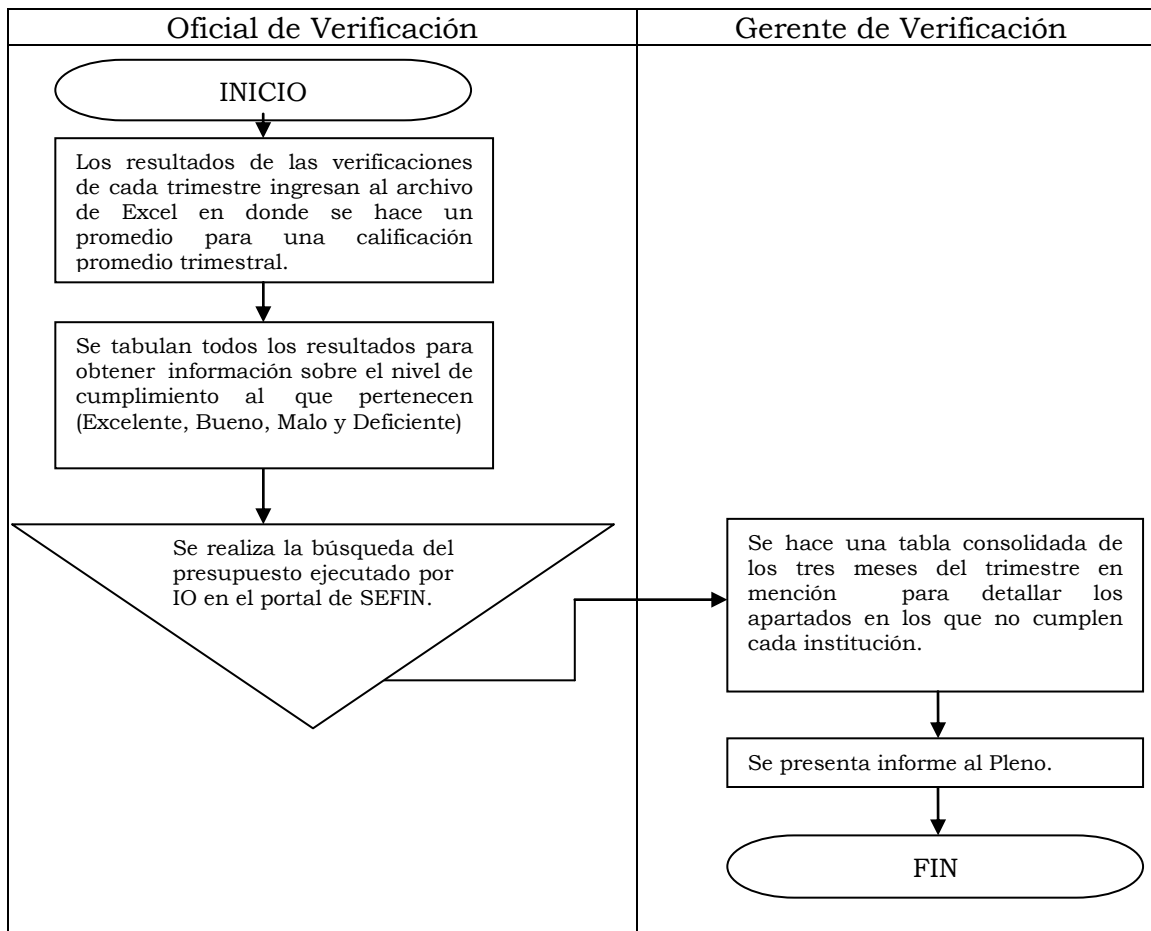 Oficial de Verificación
Gerente de Verificación
INICIO
Los resultados de las verificaciones
de cada trimestre ingresan al archivo
de Excel en donde se hace un
promedio para una calificación
promedio trimestral.
Se tabulan todos los resultados para
obtener información sobre el nivel de
cumplimiento al que pertenecen
(Excelente, Bueno, Malo y Deficiente)
Se realiza la búsqueda del
presupuesto ejecutado por
IO en el portal de SEFIN.
Se hace una tabla consolidada de
los tres meses del trimestre en
mención para detallar los
apartados en los que no cumplen
cada institución.
Se presenta informe al Pleno.
FIN